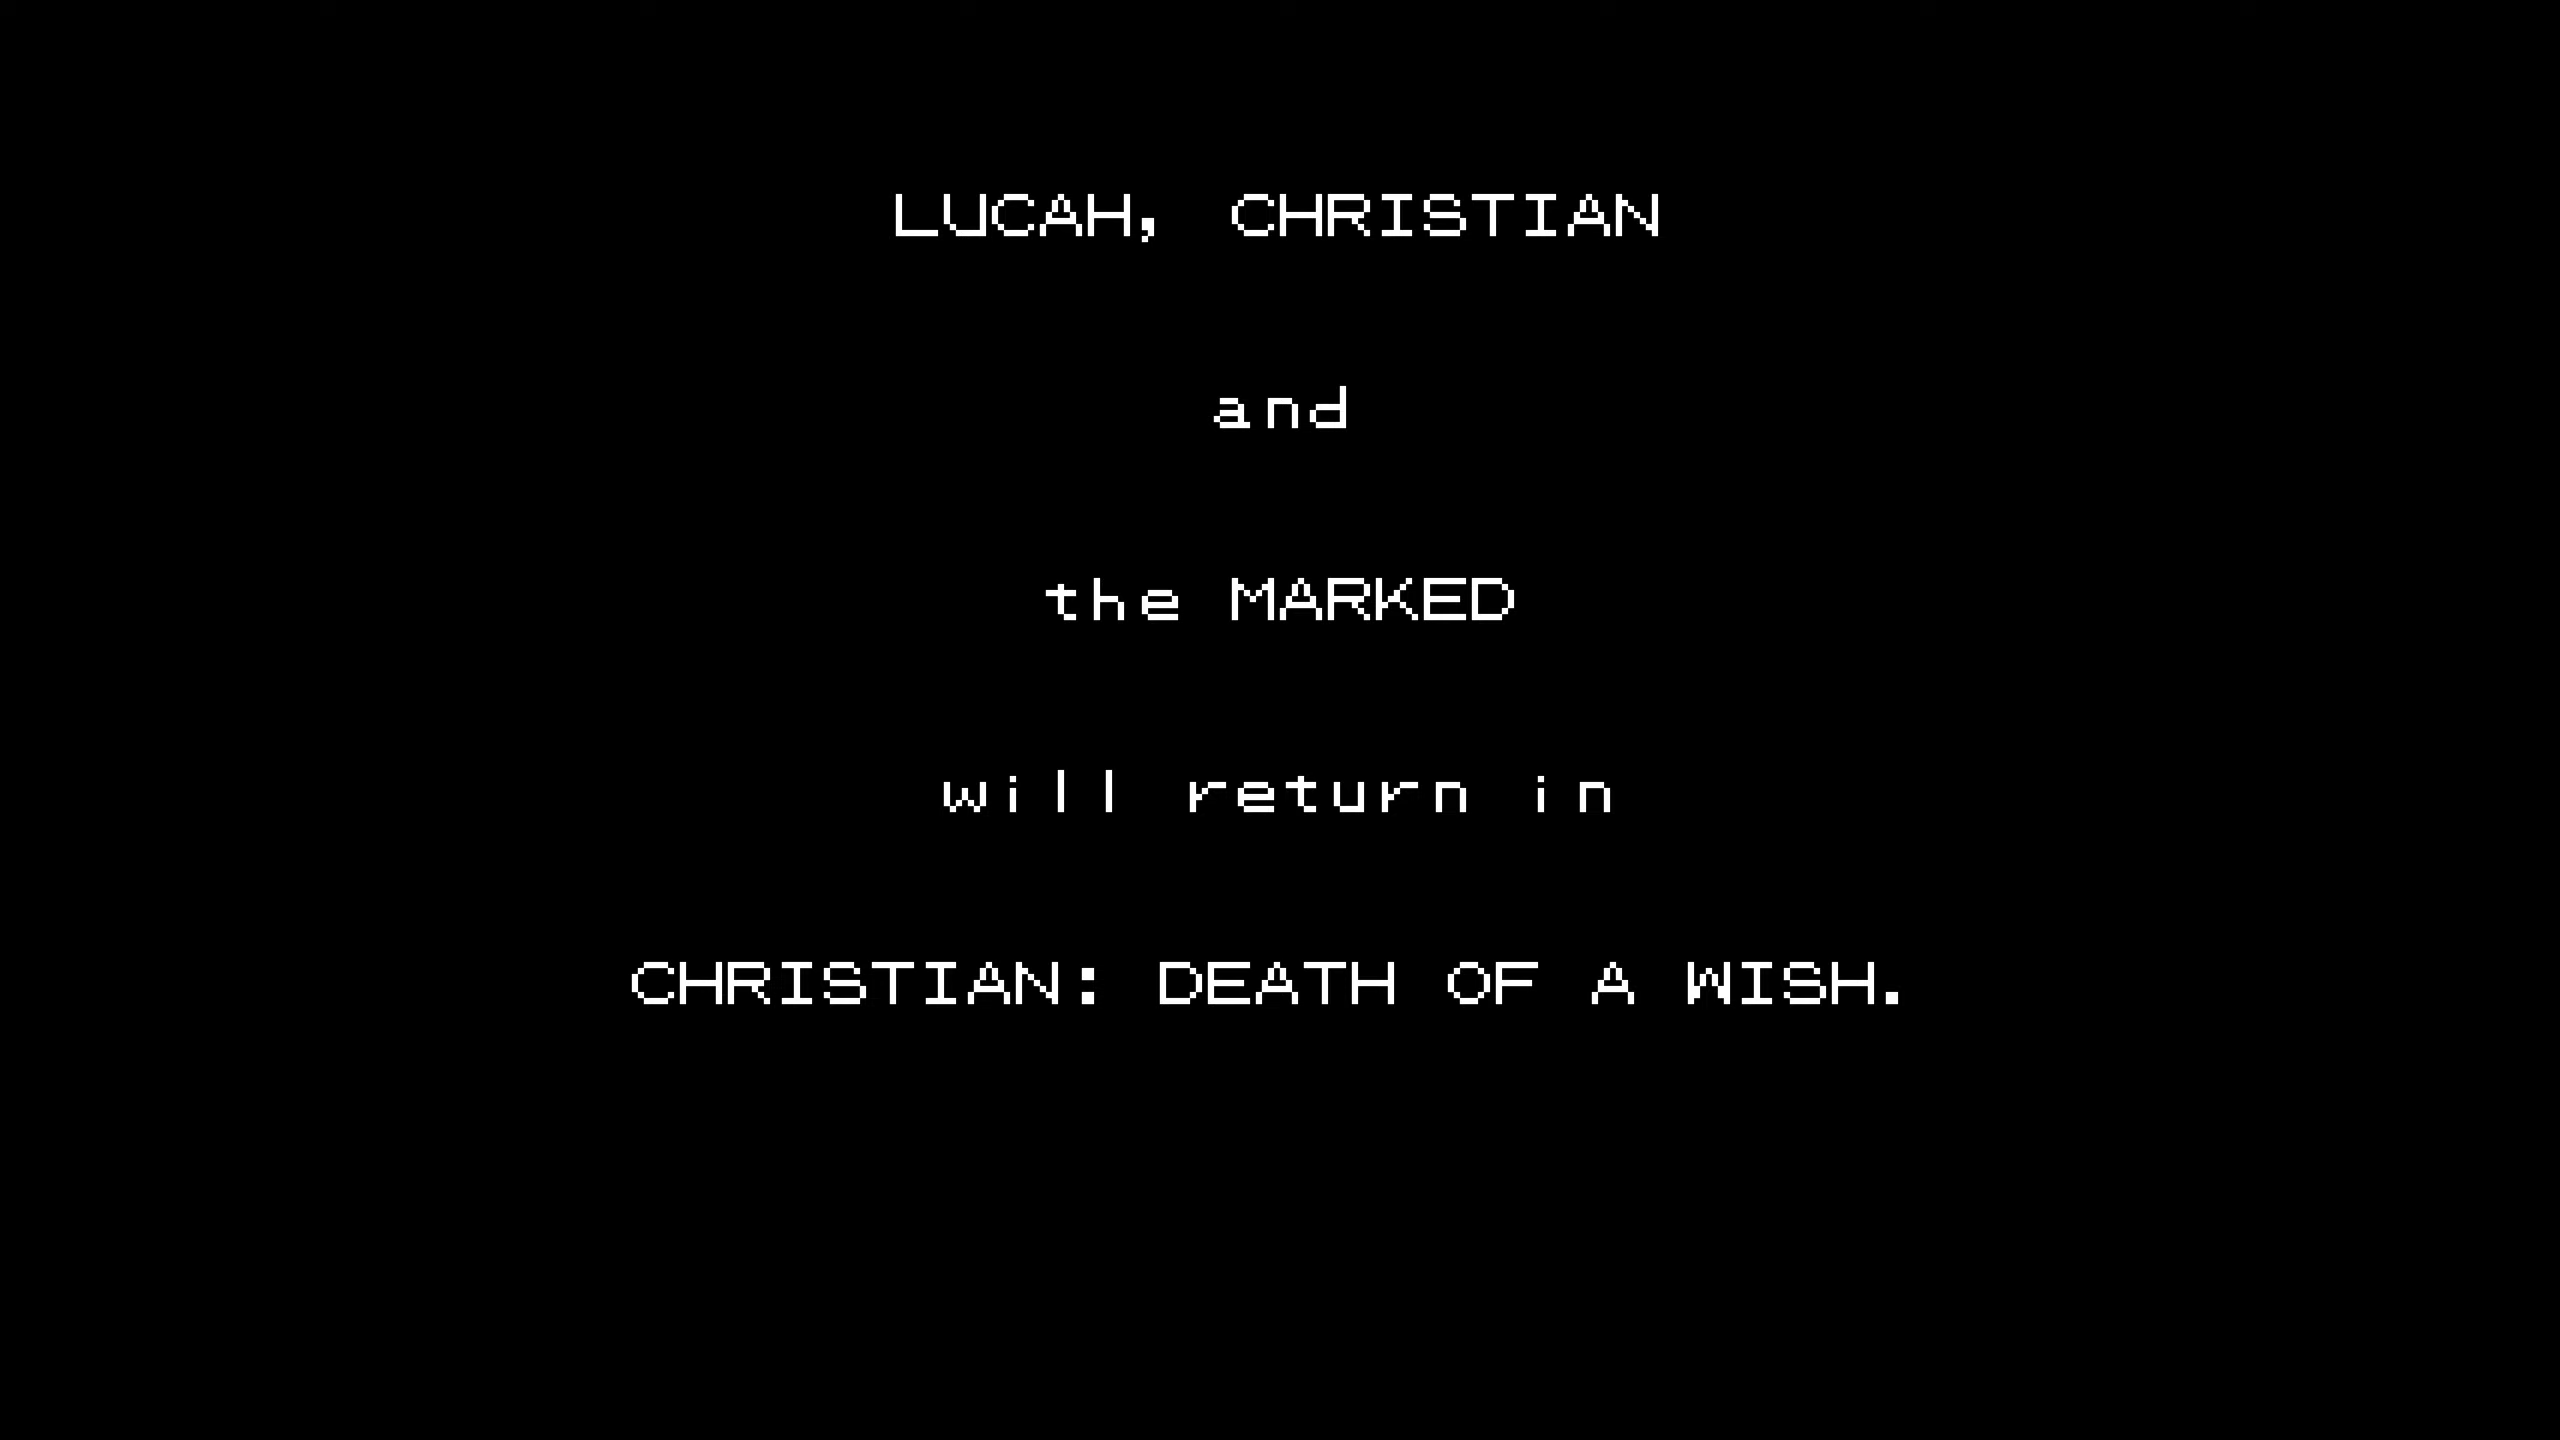 LUCAH, CHRISTIAN
and
the MARKED
will return in
CHRISTIAN: DEATH OF A WISH.